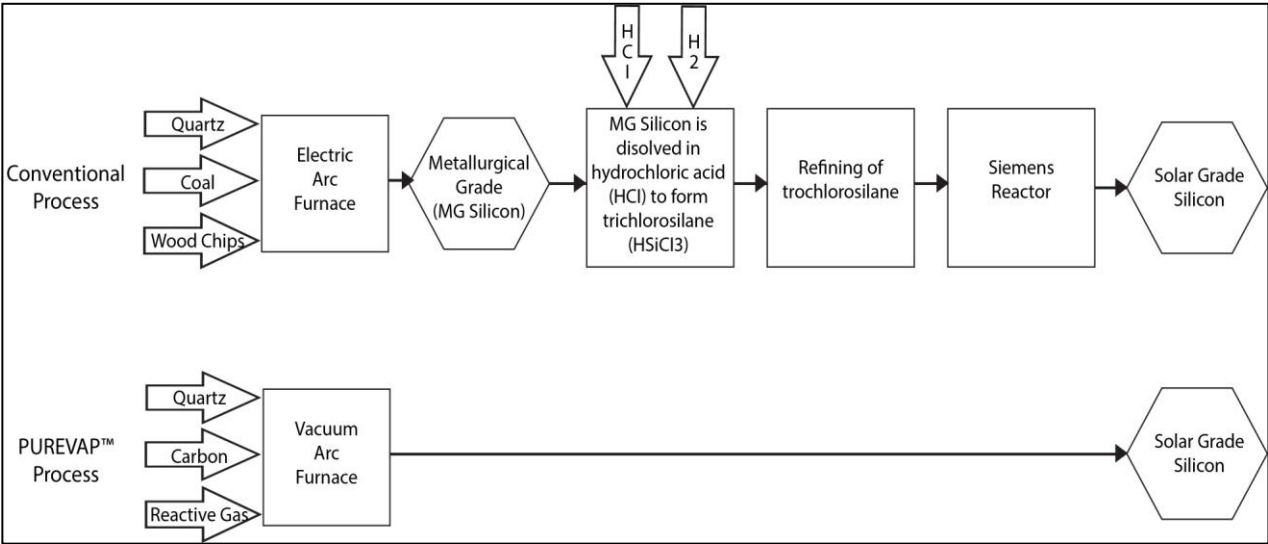 HCl
H2
Conventional
Process
Quartz
Coal
Wood Chips
Electric
Arc
Furnace
Metallurgical
Grade
(MG Silicon)
MG Silicon is
disolved in
hydrochloric acid
(HCl) to form
trichlorosilane
(HSiCl3)
Refining of
trochlorosilane
Siemens
Reactor
Solar Grade
Silicon
PUREVAP™
Process
Quartz
Carbon
Reactive Gas
Vacuum
Arc
Furnace
Solar Grade
Silicon